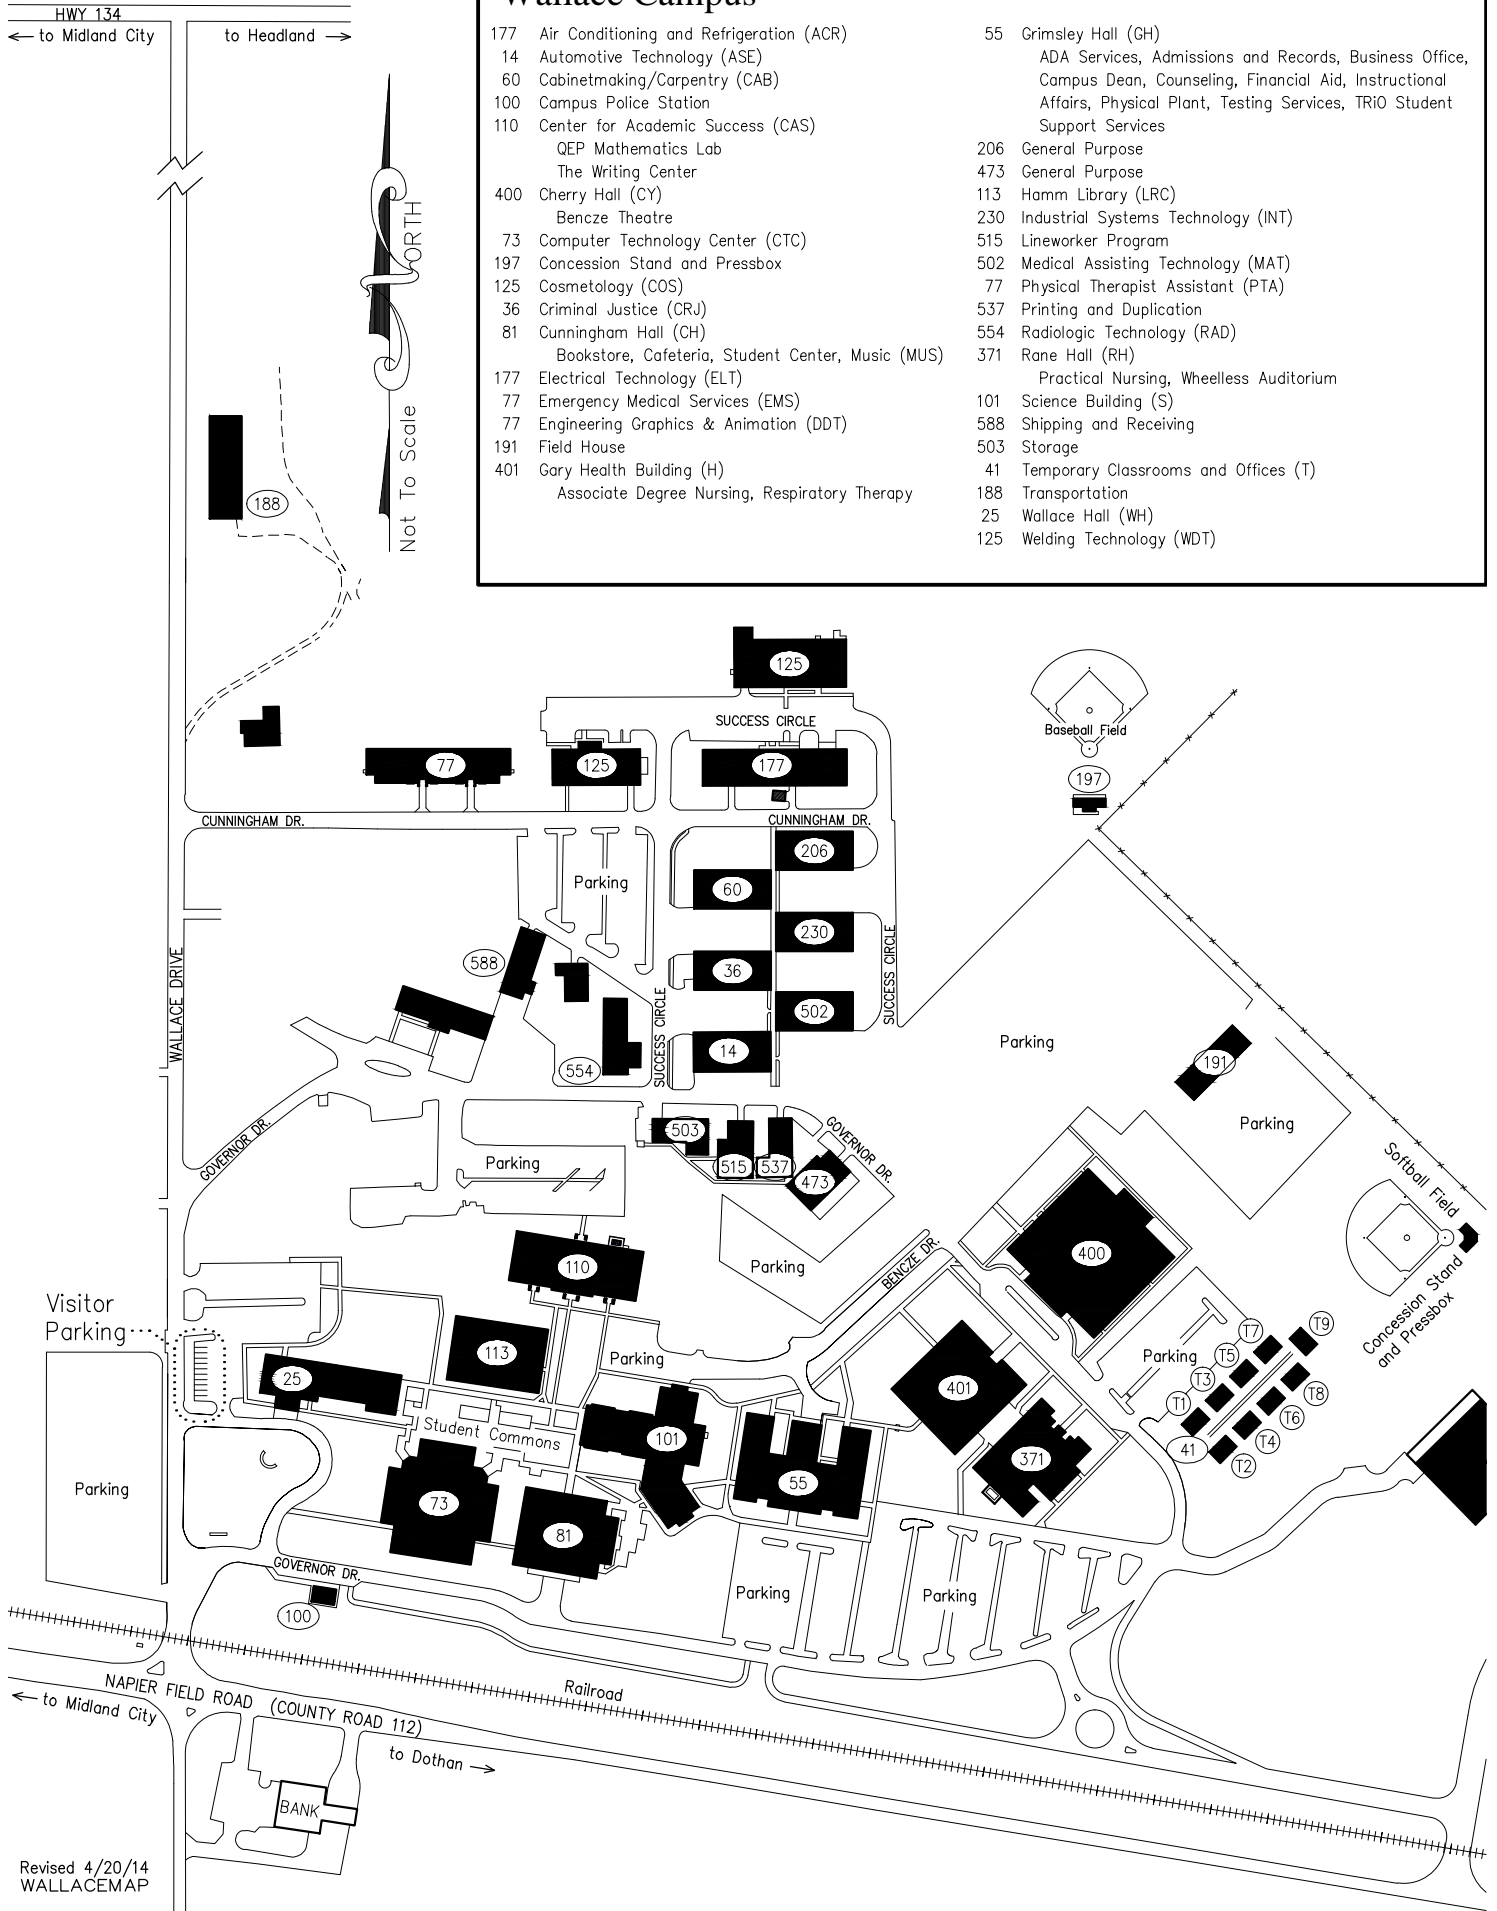 HWY 134
← to Midland City to Headland →
Wallace Campus
177 Air Conditioning and Refrigeration (ACR)
14 Automotive Technology (ASE)
60 Cabinetmaking/Carpentry (CAB)
100 Campus Police Station
110 Center for Academic Success (CAS)
QEP Mathematics Lab
The Writing Center
400 Cherry Hall (CY)
Bencze Theatre
73 Computer Technology Center (CTC)
197 Concession Stand and Pressbox
125 Cosmetology (COS)
36 Criminal Justice (CRJ)
81 Cunningham Hall (CH)
Bookstore, Cafeteria, Student Center, Music (MUS)
177 Electrical Technology (ELT)
77 Emergency Medical Services (EMS)
77 Engineering Graphics & Animation (DDT)
191 Field House
401 Gary Health Building (H)
Associate Degree Nursing, Respiratory Therapy
55 Grimsley Hall (GH)
ADA Services, Admissions and Records, Business Office,
Campus Dean, Counseling, Financial Aid, Instructional
Affairs, Physical Plant, Testing Services, TRiO Student
Support Services
206 General Purpose
473 General Purpose
113 Hamm Library (LRC)
230 Industrial Systems Technology (INT)
515 Lineworker Program
502 Medical Assisting Technology (MAT)
77 Physical Therapist Assistant (PTA)
537 Printing and Duplication
554 Radiologic Technology (RAD)
371 Rane Hall (RH)
Practical Nursing, Wheelless Auditorium
101 Science Building (S)
588 Shipping and Receiving
503 Storage
41 Temporary Classrooms and Offices (T)
188 Transportation
25 Wallace Hall (WH)
125 Welding Technology (WDT)
NORTH
Not To Scale
188
125
SUCCESS CIRCLE
Baseball Field
77
125
177
197
CUNNINGHAM DR.
CUNNINGHAM DR.
206
Parking
60
230
WALLACE DRIVE
588
36
SUCCESS CIRCLE
SUCCESS CIRCLE
502
Parking
14
554
191
GOVERNOR DR.
503
GOVERNOR DR.
Parking
Parking
515
537
473
Softball Field
400
110
Parking
BENCZE DR.
Concession Stand
and Pressbox
Visitor
Parking
T9
T7
113
Parking
Parking
T5
25
401
T3
T8
T1
T6
Student Commons
101
T4
41
371
T2
55
Parking
73
81
GOVERNOR DR.
Parking
Parking
100
Railroad
NAPIER FIELD ROAD (COUNTY ROAD 112)
← to Midland City
to Dothan →
BANK
Revised 4/20/14
WALLACEMAP